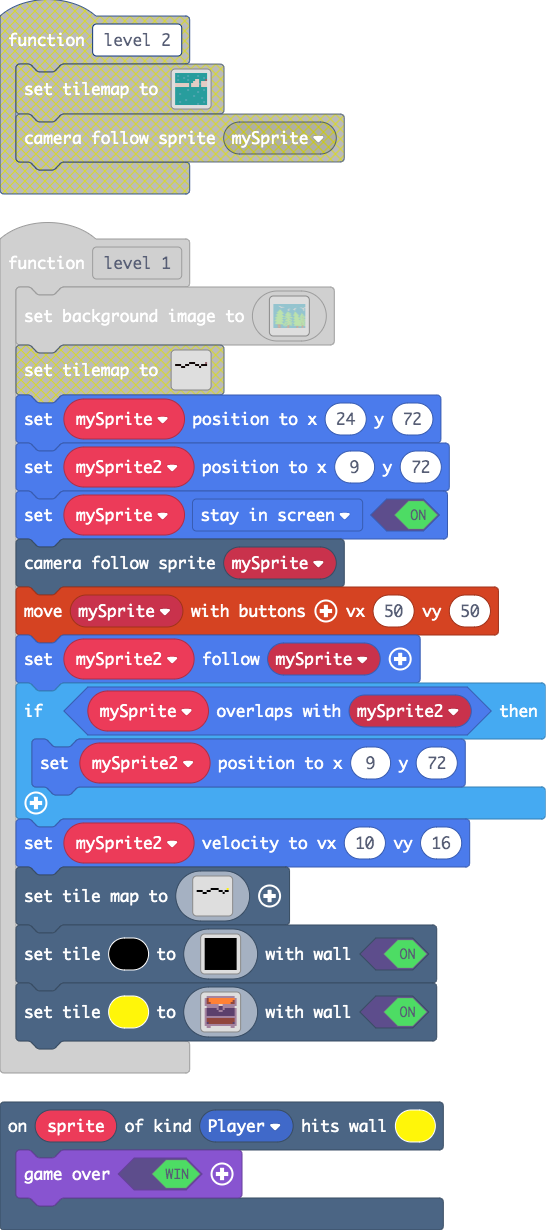 function level 2
set tilemap to
camera follow sprite mySprite
function level 1
set background image to
set tilemap to
set mySprite position to x 24 y 72
set mySprite2 position to x 9 y 72
set mySprite stay in screen ON
camera follow sprite mySprite
move mySprite with buttons vx 50 vy 50
set mySprite2 follow mySprite
if mySprite overlaps with mySprite2 then
set mySprite2 position to x 9 y 72
set mySprite2 velocity to vx 10 vy 16
set tile map to
set tile to with wall ON
set tile to with wall ON
on sprite of kind Player hits wall
game over WIN